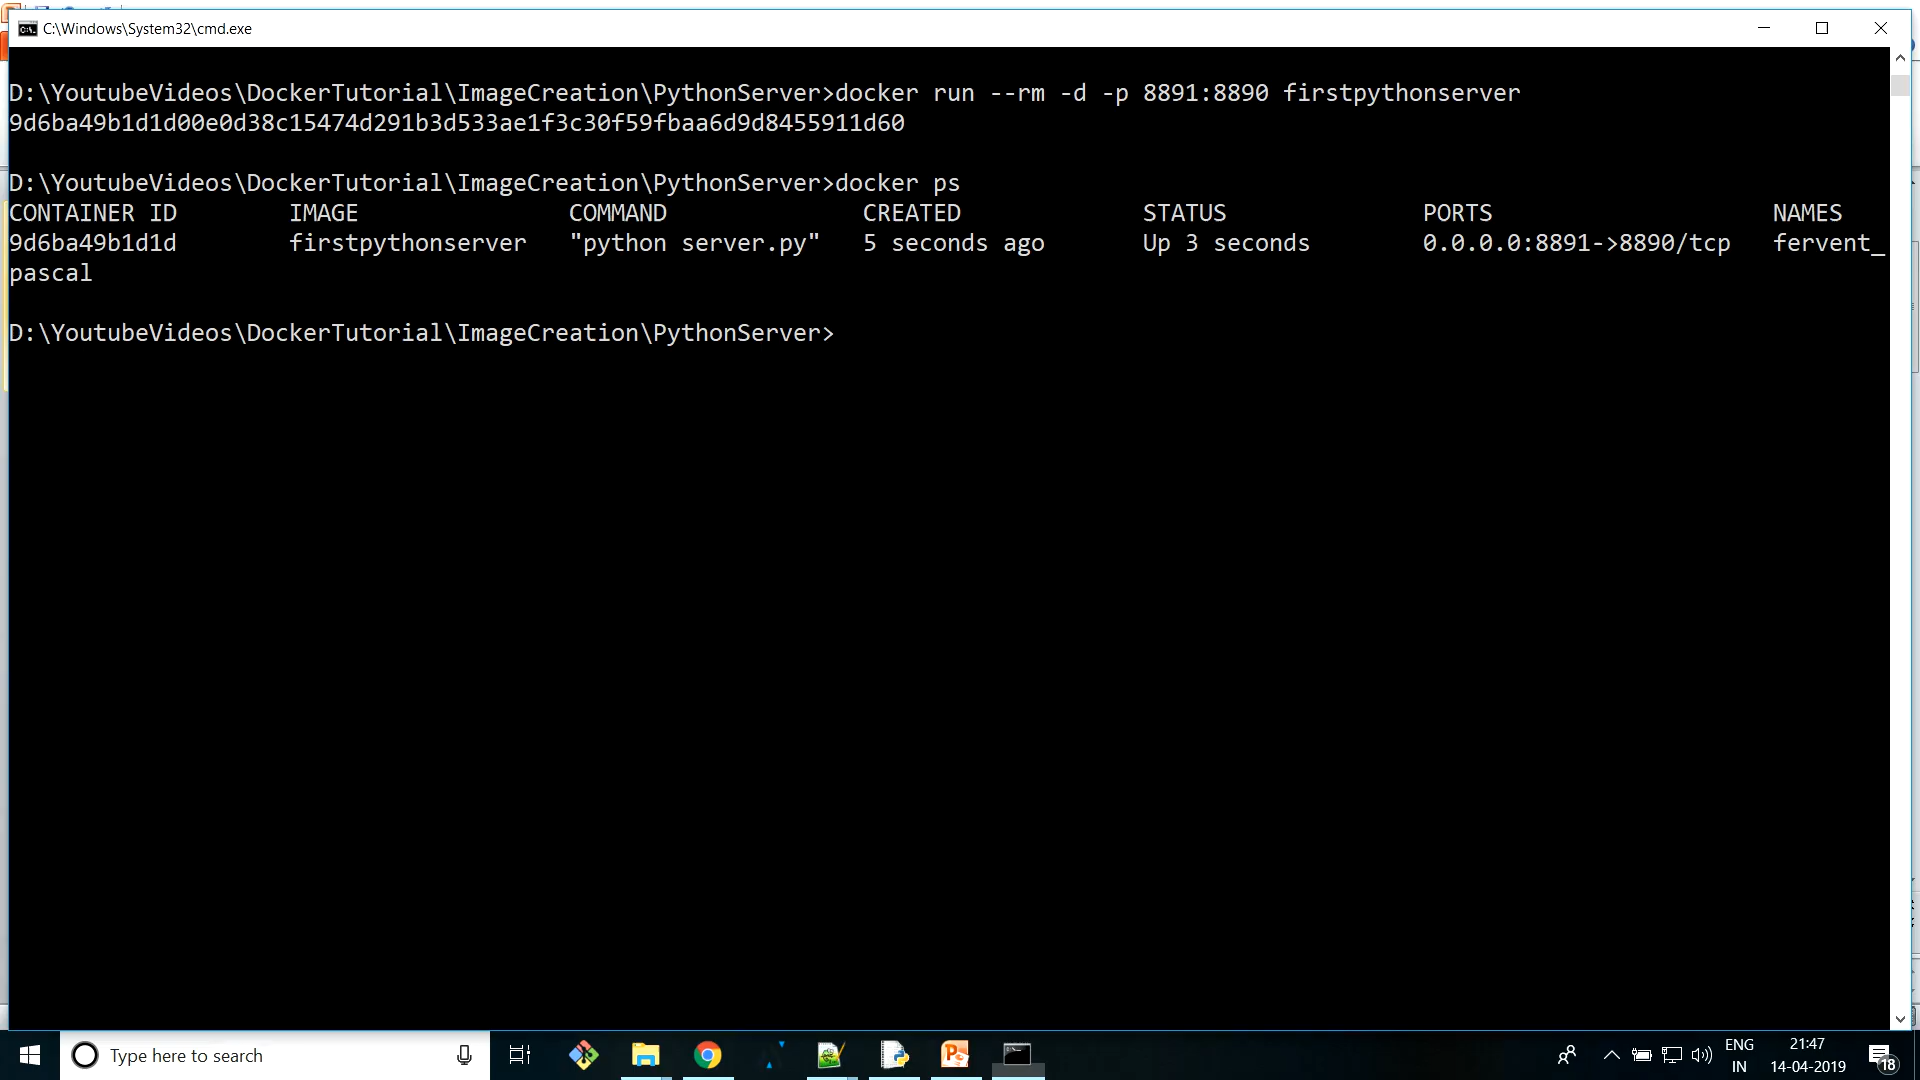 C:\Windows\System32\cmd.exe
D:\YoutubeVideos\DockerTutorial\ImageCreation\PythonServer>docker run --rm -d -p 8891:8890 firstpythonserver
9d6ba49b1d1d00e0d38c15474d291b3d533ae1f3c30f59fbaa6d9d8455911d60
D:\YoutubeVideos\DockerTutorial\ImageCreation\PythonServer>docker ps
CONTAINER ID IMAGE COMMAND CREATED STATUS PORTS NAMES
9d6ba49b1d1d firstpythonserver "python server.py" 5 seconds ago Up 3 seconds 0.0.0.0:8891->8890/tcp fervent_
pascal
D:\YoutubeVideos\DockerTutorial\ImageCreation\PythonServer>
Type here to search
ENG
IN
21:47
14-04-2019
18